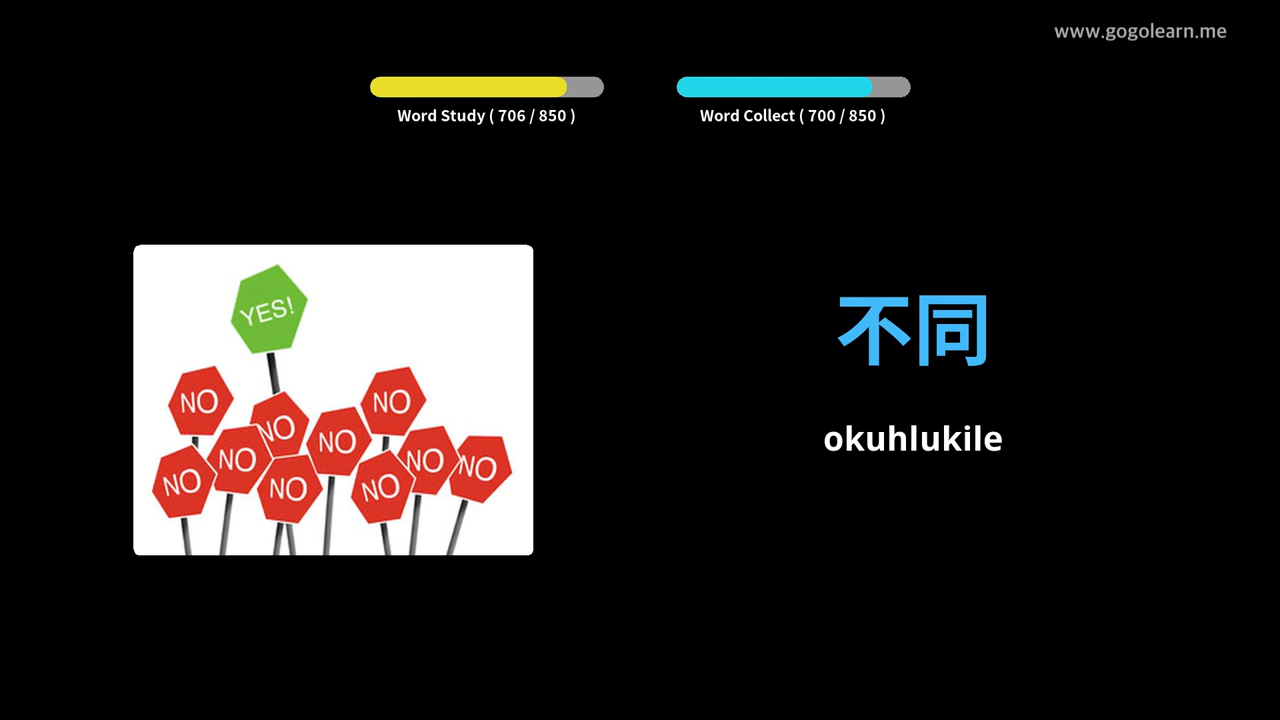 www.gogolearn.me
Word Study ( 706 / 850 )
Word Collect ( 700 / 850 )
YES!
NO
NO
NO
NO
NO
NO
NO
NO
NO
NO
不同
okuhlukile